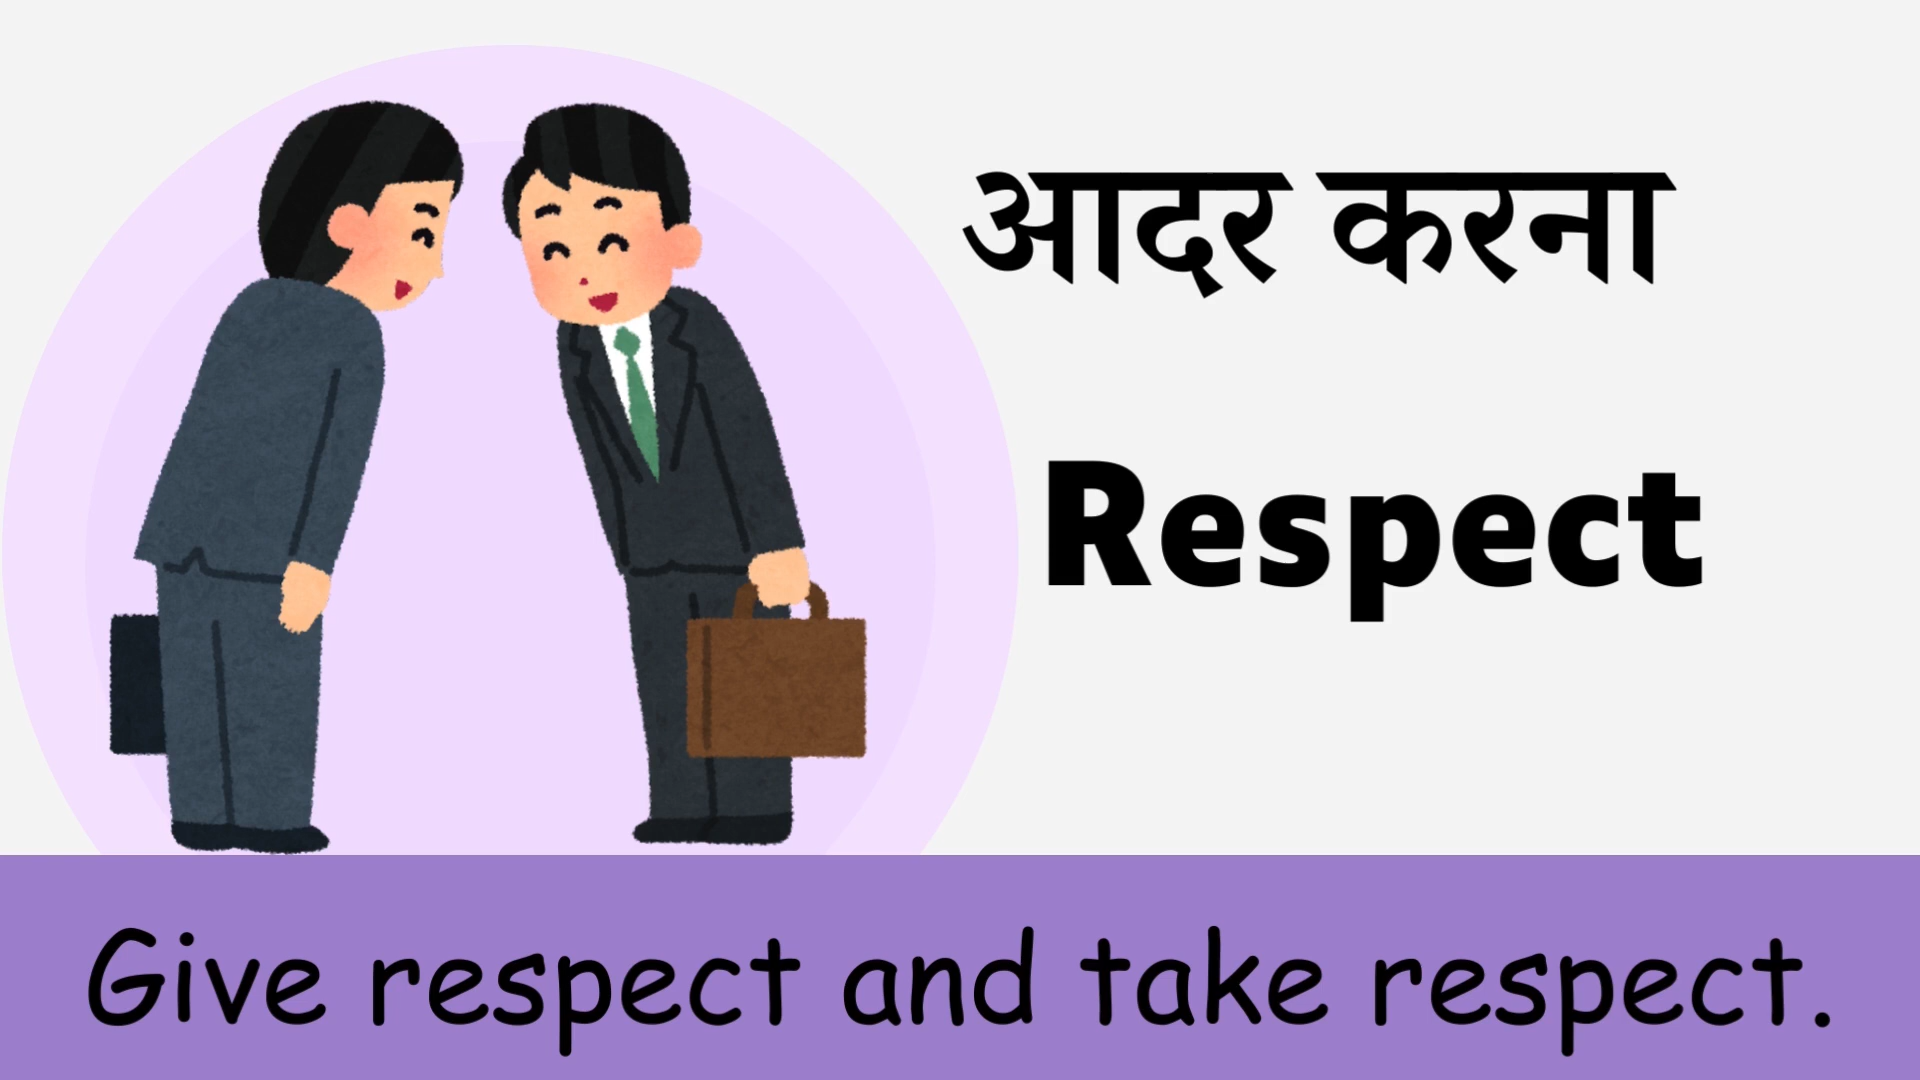 आदर करना
Respect
Give respect and take respect.